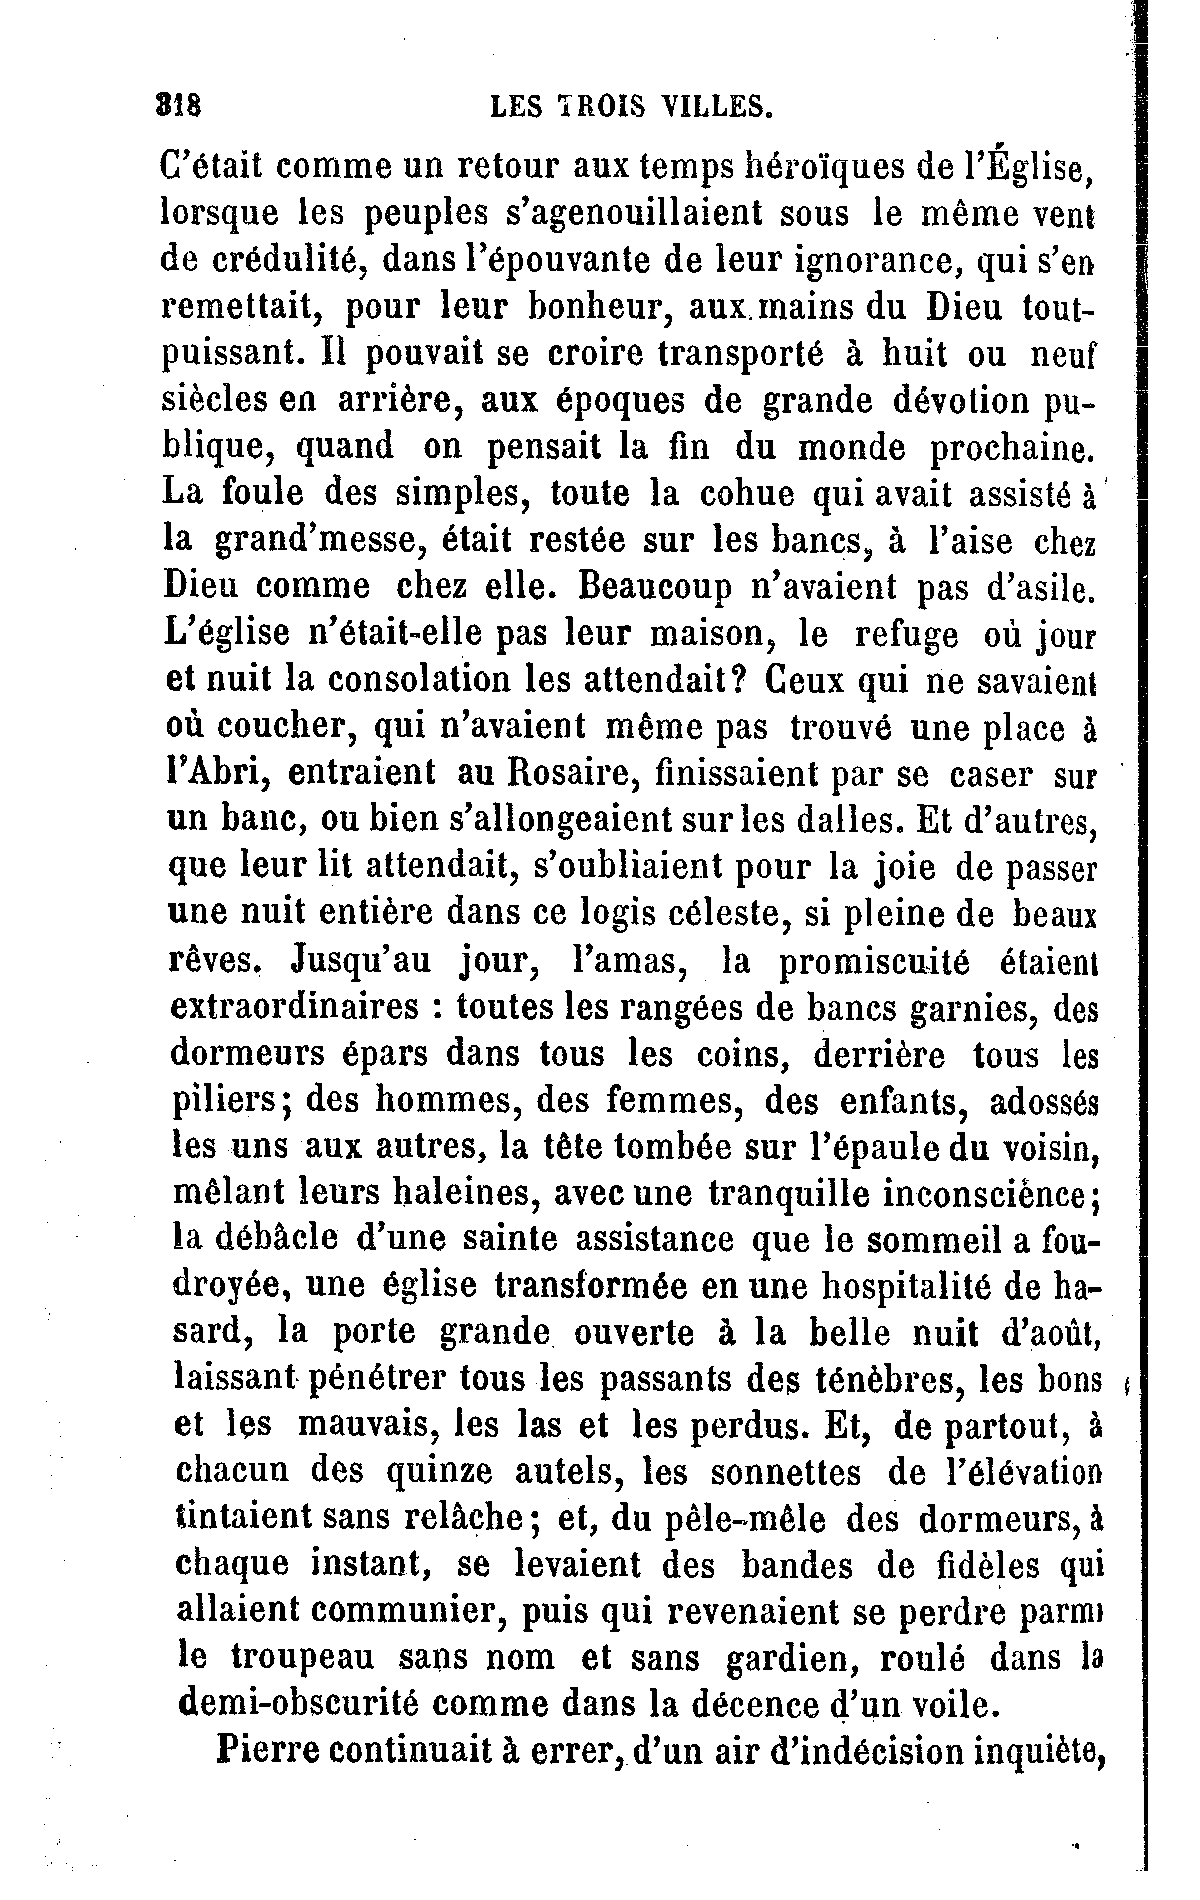 318 LES TROIS VILLES.
C'était comme un retour aux temps héroïques de l'Église,
lorsque les peuples s'agenouillaient sous le même vent
de crédulité, dans l'épouvante de leur ignorance, qui s'en
remettait, pour leur bonheur, aux mains du Dieu tout-
puissant. Il pouvait se croire transporté à huit ou neuf
siècles en arrière, aux époques de grande dévotion pu-
blique, quand on pensait la fin du monde prochaine.
La foule des simples, toute la cohue qui avait assisté à
la grand'messe, était restée sur les bancs, à l'aise chez
Dieu comme chez elle. Beaucoup n'avaient pas d'asile.
L'église n'était-elle pas leur maison, le refuge où jour
et nuit la consolation les attendait? Ceux qui ne savaient
où coucher, qui n'avaient même pas trouvé une place à
l'Abri, entraient au Rosaire, finissaient par se caser sur
un banc, ou bien s'allongeaient sur les dalles. Et d'autres,
que leur lit attendait, s'oubliaient pour la joie de passer
une nuit entière dans ce logis céleste, si pleine de beaux
rêves. Jusqu'au jour, l'amas, la promiscuité étaient
extraordinaires : toutes les rangées de bancs garnies, des
dormeurs épars dans tous les coins, derrière tous les
piliers; des hommes, des femmes, des enfants, adossés
les uns aux autres, la tête tombée sur l'épaule du voisin,
mêlant leurs haleines, avec une tranquille inconscience;
la débâcle d'une sainte assistance que le sommeil a fou-
droyée, une église transformée en une hospitalité de ha-
sard, la porte grande ouverte à la belle nuit d'août,
laissant pénétrer tous les passants des ténèbres, les bons
et les mauvais, les las et les perdus. Et, de partout, à
chacun des quinze autels, les sonnettes de l'élévation
tintaient sans relâche; et, du pêle-mêle des dormeurs, à
chaque instant, se levaient des bandes de fidèles qui
allaient communier, puis qui revenaient se perdre parmi
le troupeau sans nom et sans gardien, roulé dans la
demi-obscurité comme dans la décence d'un voile.
Pierre continuait à errer, d'un air d'indécision inquiète,